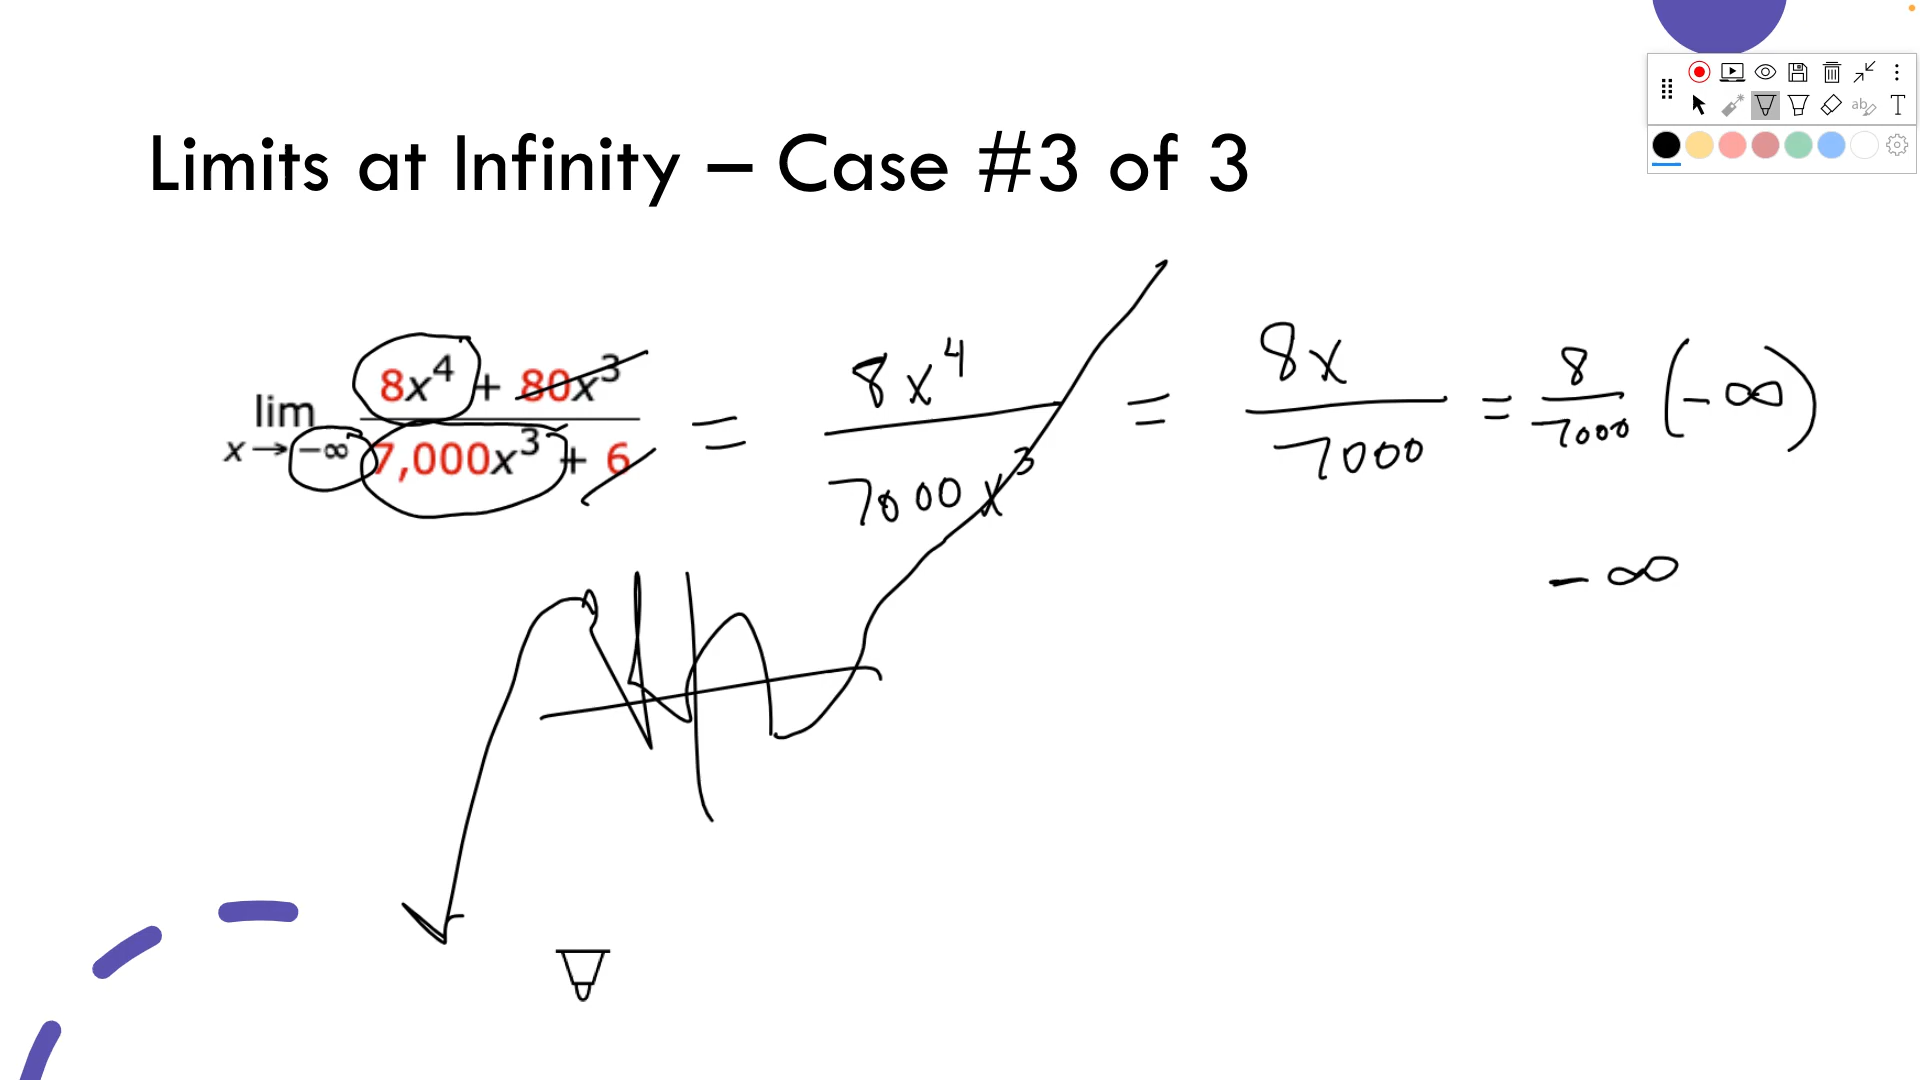 Limits at Infinity – Case #3 of 3
lim x→−∞ (8x⁴ + 80x³)/(7,000x³ + 6) = 8x⁴/7000x³ = 8x/7000 = 8/7000 (−∞)
−∞
ab
T